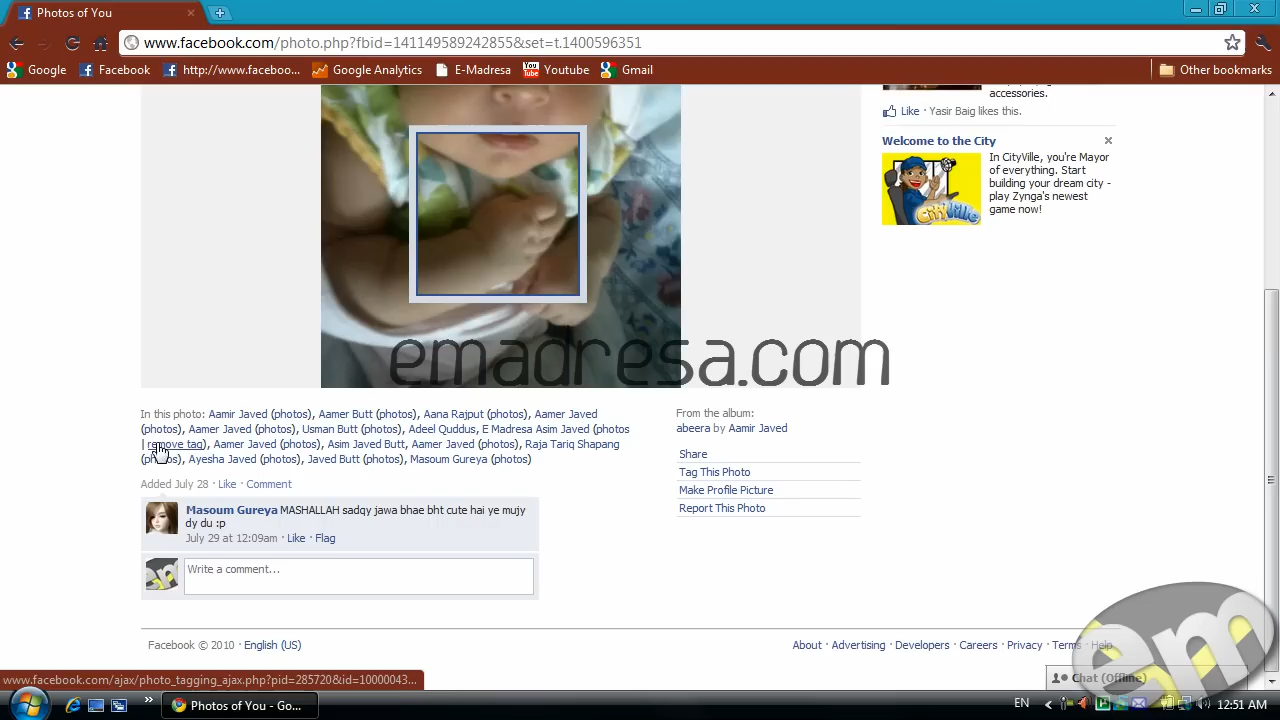 Photos of You
www.facebook.com/photo.php?fbid=141149589242855&set=t.1400596351
Google Facebook http://www.faceboo... Google Analytics E-Madresa You Tube Youtube Gmail Other bookmarks
accessories.
Like · Yasir Baig likes this.
Welcome to the City
In CityVille, you're Mayor
of everything. Start
building your dream city -
play Zynga's newest
game now!
CityVille
emadresa.com
In this photo: Aamir Javed (photos), Aamer Butt (photos), Aana Rajput (photos), Aamer Javed
(photos), Aamer Javed (photos), Usman Butt (photos), Adeel Quddus, E Madresa Asim Javed (photos
| remove tag), Aamer Javed (photos), Asim Javed Butt, Aamer Javed (photos), Raja Tariq Shapang
(photos), Ayesha Javed (photos), Javed Butt (photos), Masoum Gureya (photos)
From the album:
abeera by Aamir Javed
Share
Tag This Photo
Make Profile Picture
Report This Photo
Added July 28 · Like · Comment
Masoum Gureya MASHALLAH sadqy jawa bhae bht cute hai ye mujy
dy du :p
July 29 at 12:09am · Like · Flag
Write a comment...
em
Facebook © 2010 · English (US)
About · Advertising · Developers · Careers · Privacy · Terms · Help
Chat (Offline)
em
www.facebook.com/ajax/photo_tagging_ajax.php?pid=285720&id=10000043...
Photos of You - Go...
EN
12:51 AM